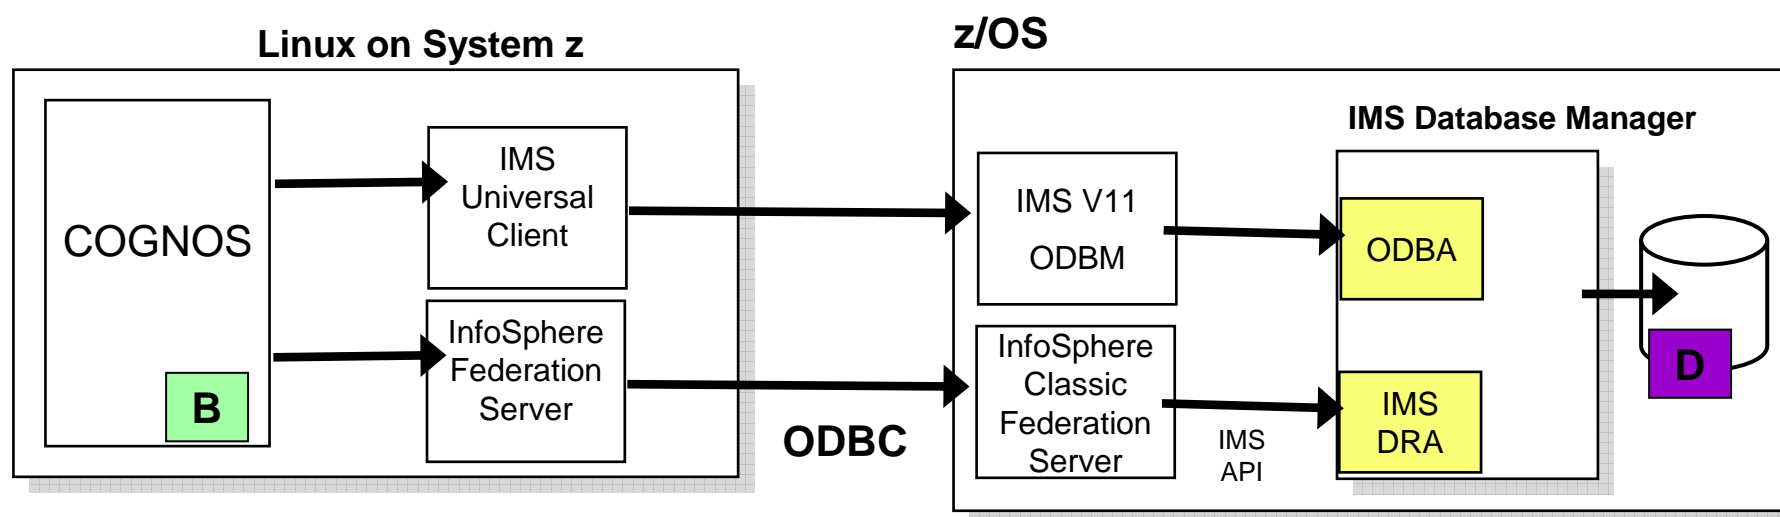 Linux on System z
z/OS
COGNOS
B
IMS
Universal
Client
InfoSphere
Federation
Server
ODBC
IMS V11
ODBM
InfoSphere
Classic
Federation
Server
IMS
API
IMS Database Manager
ODBA
IMS
DRA
D